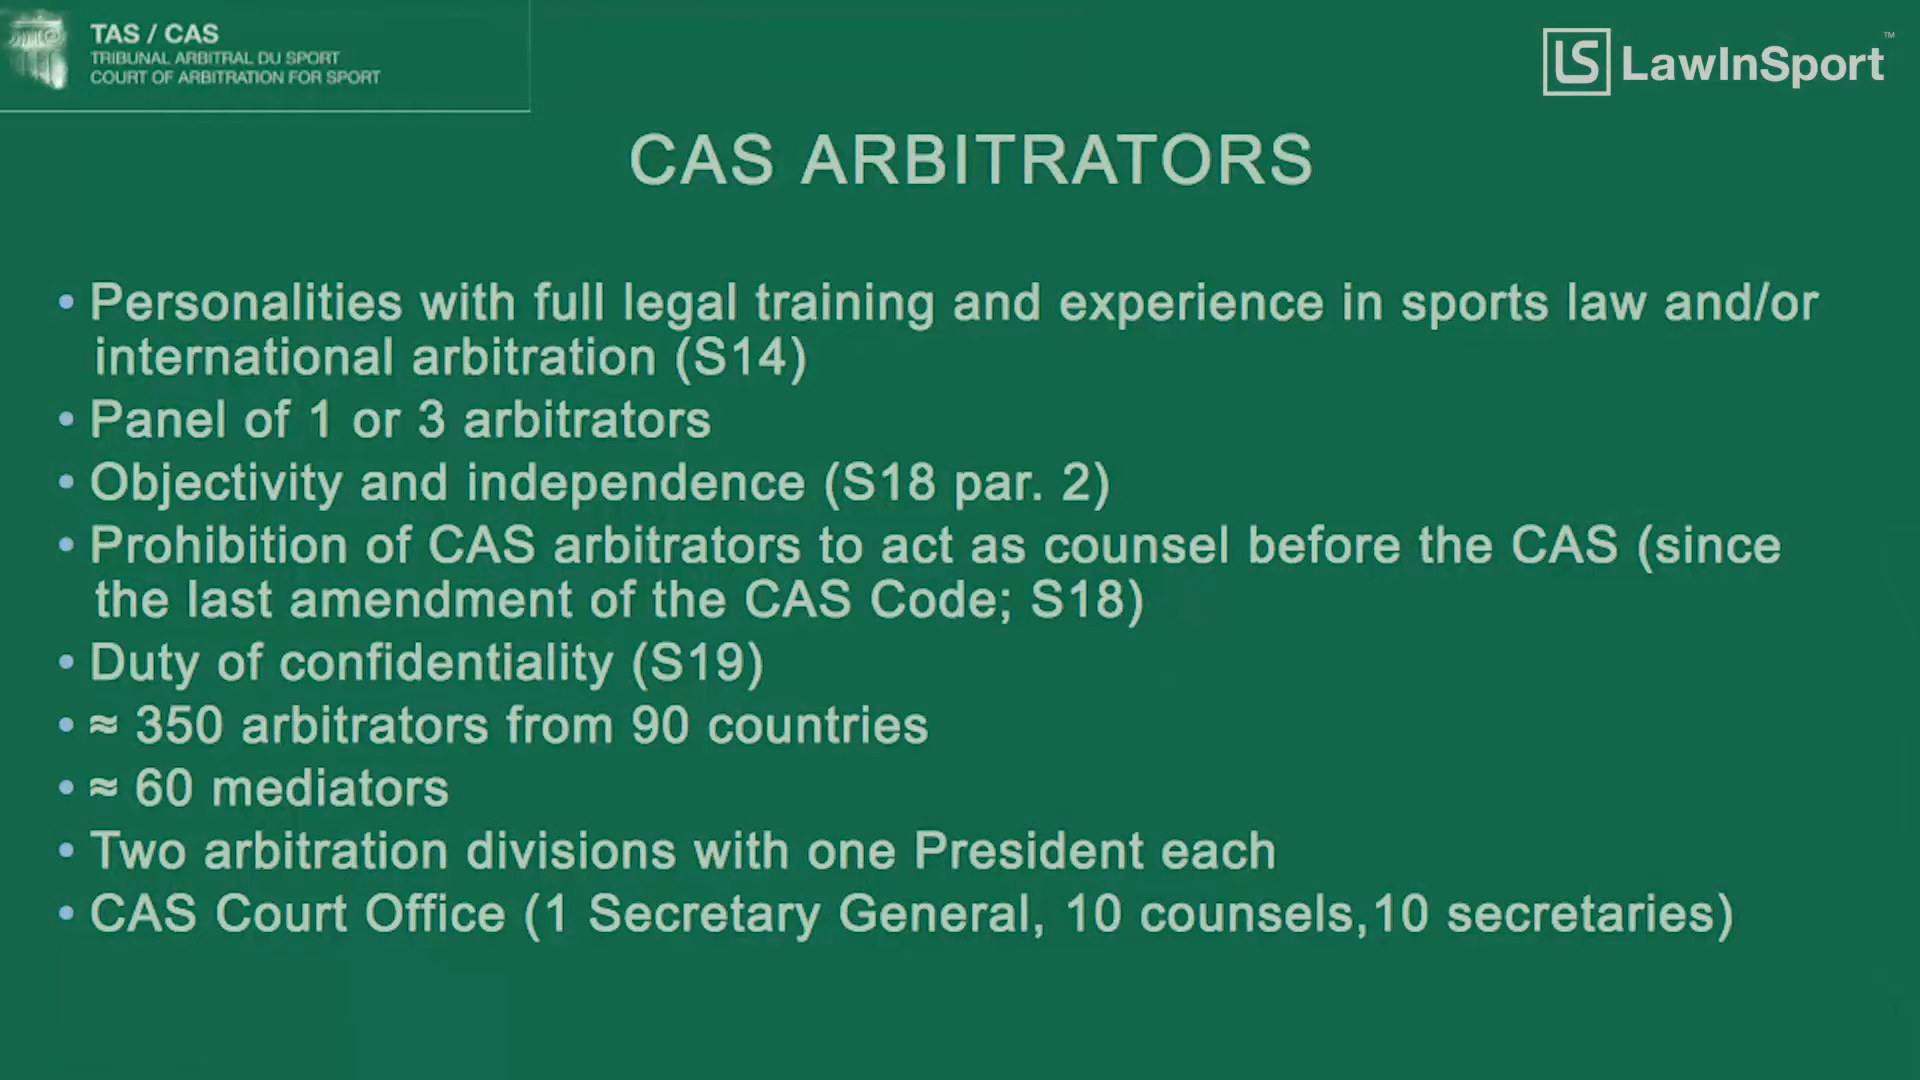 TAS / CAS
TRIBUNAL ARBITRAL DU SPORT
COURT OF ARBITRATION FOR SPORT
LS LawInSport™
CAS ARBITRATORS
• Personalities with full legal training and experience in sports law and/or
international arbitration (S14)
• Panel of 1 or 3 arbitrators
• Objectivity and independence (S18 par. 2)
• Prohibition of CAS arbitrators to act as counsel before the CAS (since
the last amendment of the CAS Code; S18)
• Duty of confidentiality (S19)
• ≈ 350 arbitrators from 90 countries
• ≈ 60 mediators
• Two arbitration divisions with one President each
• CAS Court Office (1 Secretary General, 10 counsels,10 secretaries)